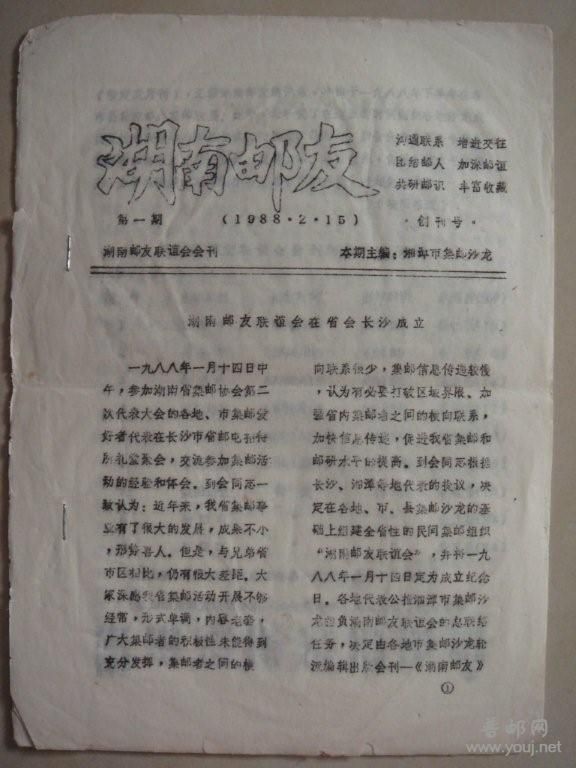 湖南邮友
沟通联系 增进交往
团结邮人 加深邮谊
共研邮识 丰富收藏
第一期 (1988·2·15) ·创刊号·
湖南邮友联谊会会刊 本期主编:湘潭市集邮沙龙
湖南邮友联谊会在省会长沙成立
一九八八年一月十四日中
午,参加湖南省集邮协会第二
次代表大会的各地、市集邮爱
好者代表在长沙市省邮电招待
所礼堂聚会,交流参加集邮活
动的经验和体会。到会同志一
致认为:近年来,我省集邮事
业有了很大的发展,成果不小
,形势喜人。但是,与兄弟省
市区相比,仍有很大差距。大
家深感我省集邮活动开展不够
经常,形式单调,内容老套,
广大集邮者的积极性未能得到
充分发挥,集邮者之间的横
向联系很少,集邮信息传递较慢
,认为有必要打破区域界限、加
强省内集邮者之间的横向联系,
加快信息传递,促进我省集邮和
邮研水平的提高。到会同志根据
长沙、湘潭等地代表的提议,决
定在各地、市、县集邮沙龙的基
础上组建全省性的民间集邮组织
“湖南邮友联谊会”,并将一九
八八年一月十四日定为成立纪念
日。各地代表公推湘潭市集邮沙
龙担负湖南邮友联谊会的总联络
任务,决定由各地市集邮沙龙轮
流编辑出版会刊—《湖南邮友》
①
普邮网
www.youj.net